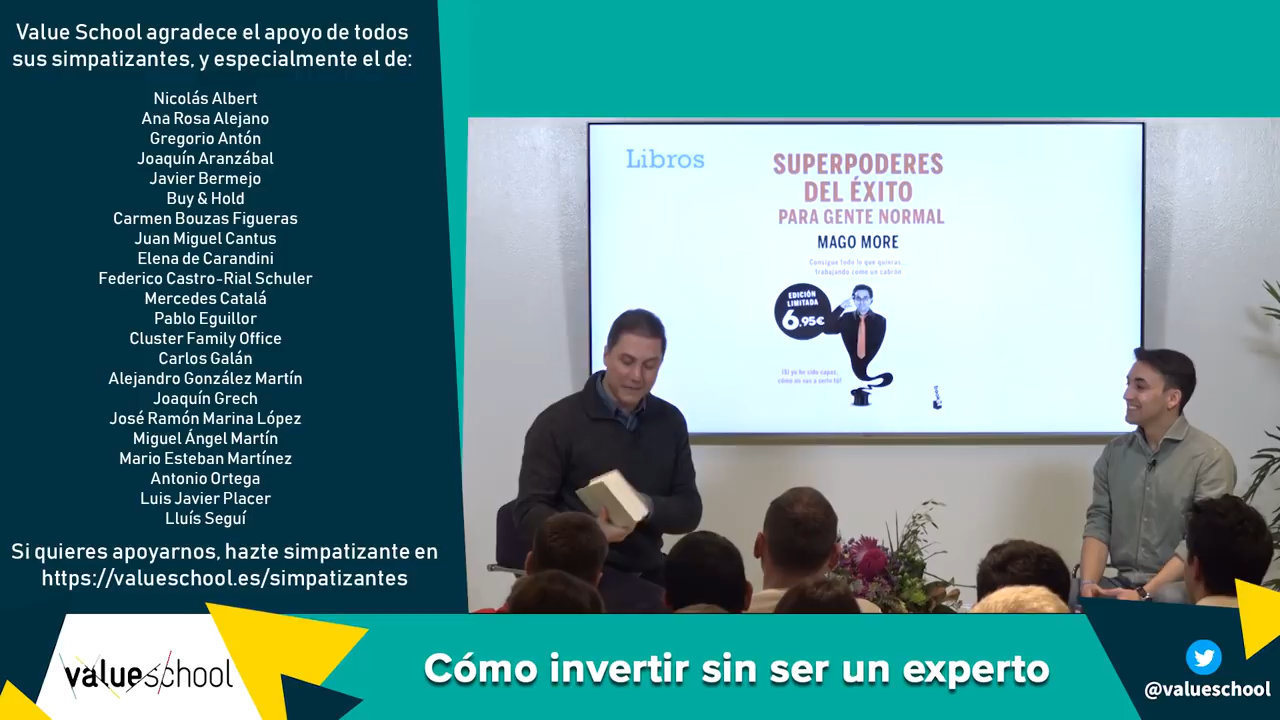 Value School agradece el apoyo de todos
sus simpatizantes, y especialmente el de:
Nicolás Albert
Ana Rosa Alejano
Gregorio Antón
Joaquín Aranzábal
Javier Bermejo
Buy & Hold
Carmen Bouzas Figueras
Juan Miguel Cantus
Elena de Carandini
Federico Castro-Rial Schuler
Mercedes Catalá
Pablo Eguillor
Cluster Family Office
Carlos Galán
Alejandro González Martín
Joaquín Grech
José Ramón Marina López
Miguel Ángel Martín
Mario Esteban Martínez
Antonio Ortega
Luis Javier Placer
Lluís Seguí
Si quieres apoyarnos, hazte simpatizante en
https://valueschool.es/simpatizantes
Libros
SUPERPODERES
DEL ÉXITO
PARA GENTE NORMAL
MAGO MORE
Consigue todo lo que quieras...
trabajando como un cabrón
EDICIÓN
LIMITADA
6,95€
¡Si yo he sido capaz,
cómo no vas a serlo tú!
valueschool
Cómo invertir sin ser un experto
@valueschool